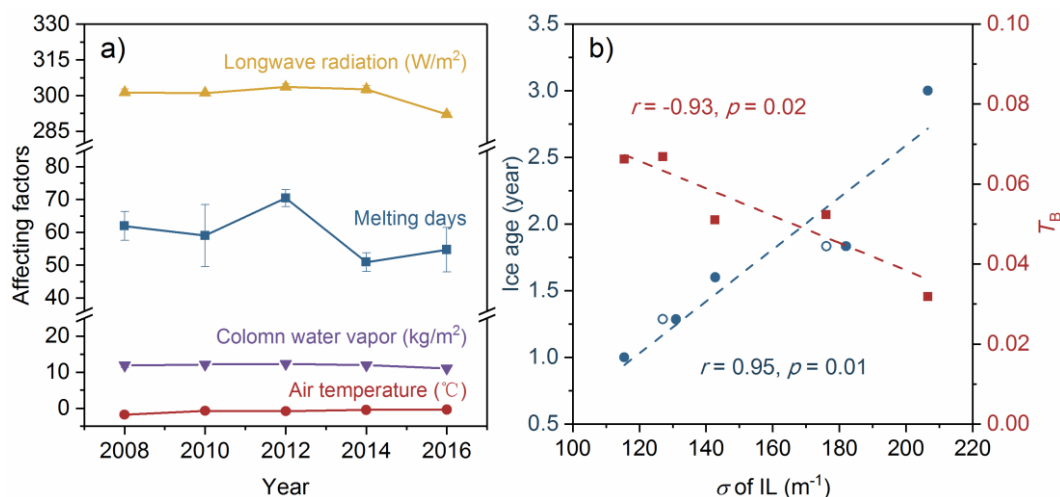 a)
330
315
300
285
80
70
60
50
40
20
10
0
Affecting factors
Longwave radiation (W/m²)
Melting days
Colomn water vapor (kg/m²)
Air temperature (℃)
2008 2010 2012 2014 2016
Year
b)
3.5
3.0
2.5
2.0
1.5
1.0
0.5
Ice age (year)
r = -0.93, p = 0.02
r = 0.95, p = 0.01
0.10
0.08
0.06
0.04
0.02
0.00
T_B
100 120 140 160 180 200 220
σ of IL (m⁻¹)